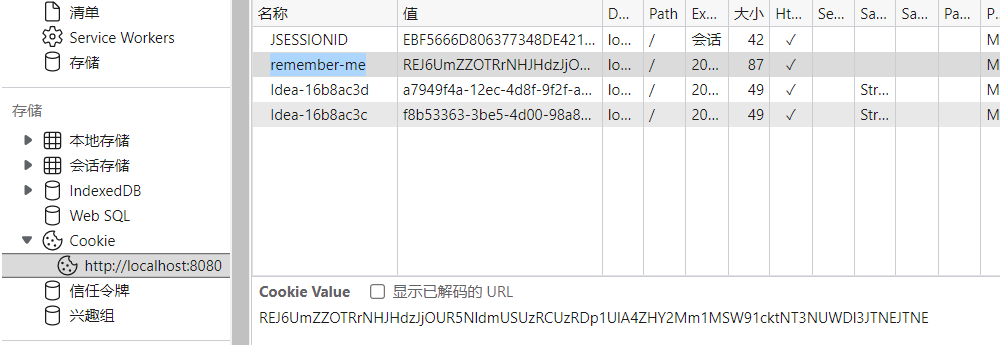 清单
Service Workers
存储
存储
本地存储
会话存储
IndexedDB
Web SQL
Cookie
http://localhost:8080
信任令牌
兴趣组
名称 值 D... Path Ex... 大小 Ht... Se... Sa... Sa... Pa... P...
JSESSIONID EBF5666D806377348DE421... lo... / 会话 42 ✓ M
remember-me REJ6UmZZOTRrNHJHdzJjO... lo... / 20... 87 ✓ M
Idea-16b8ac3d a7949f4a-12ec-4d8f-9f2f-a... lo... / 20... 49 ✓ Str... M
Idea-16b8ac3c f8b53363-3be5-4d00-98a8... lo... / 20... 49 ✓ Str... M
Cookie Value 显示已解码的 URL
REJ6UmZZOTRrNHJHdzJjOUR5NIdmUSUzRCUzRDp1UlA4ZHY2Mm1MSW91cktNT3NUWDl3JTNEJTNE